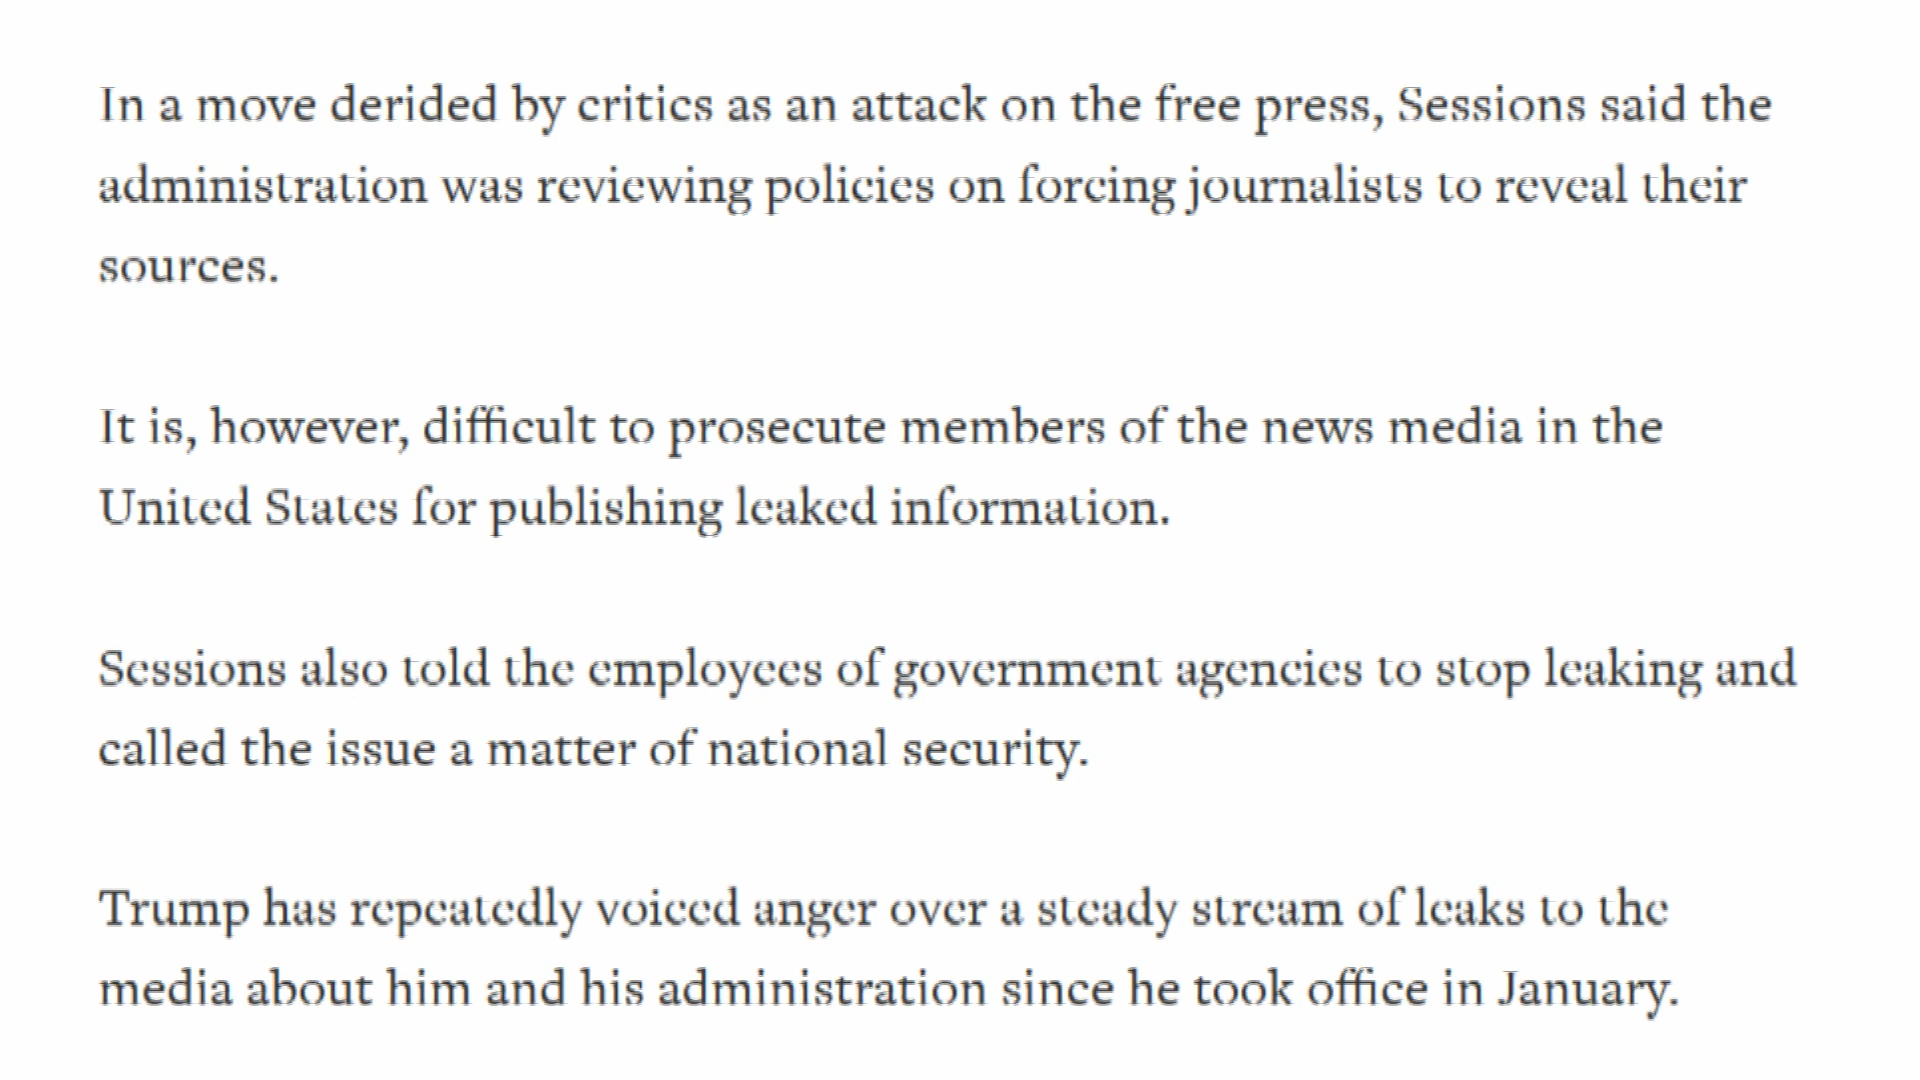 In a move derided by critics as an attack on the free press, Sessions said the
administration was reviewing policies on forcing journalists to reveal their
sources.
It is, however, difficult to prosecute members of the news media in the
United States for publishing leaked information.
Sessions also told the employees of government agencies to stop leaking and
called the issue a matter of national security.
Trump has repeatedly voiced anger over a steady stream of leaks to the
media about him and his administration since he took office in January.